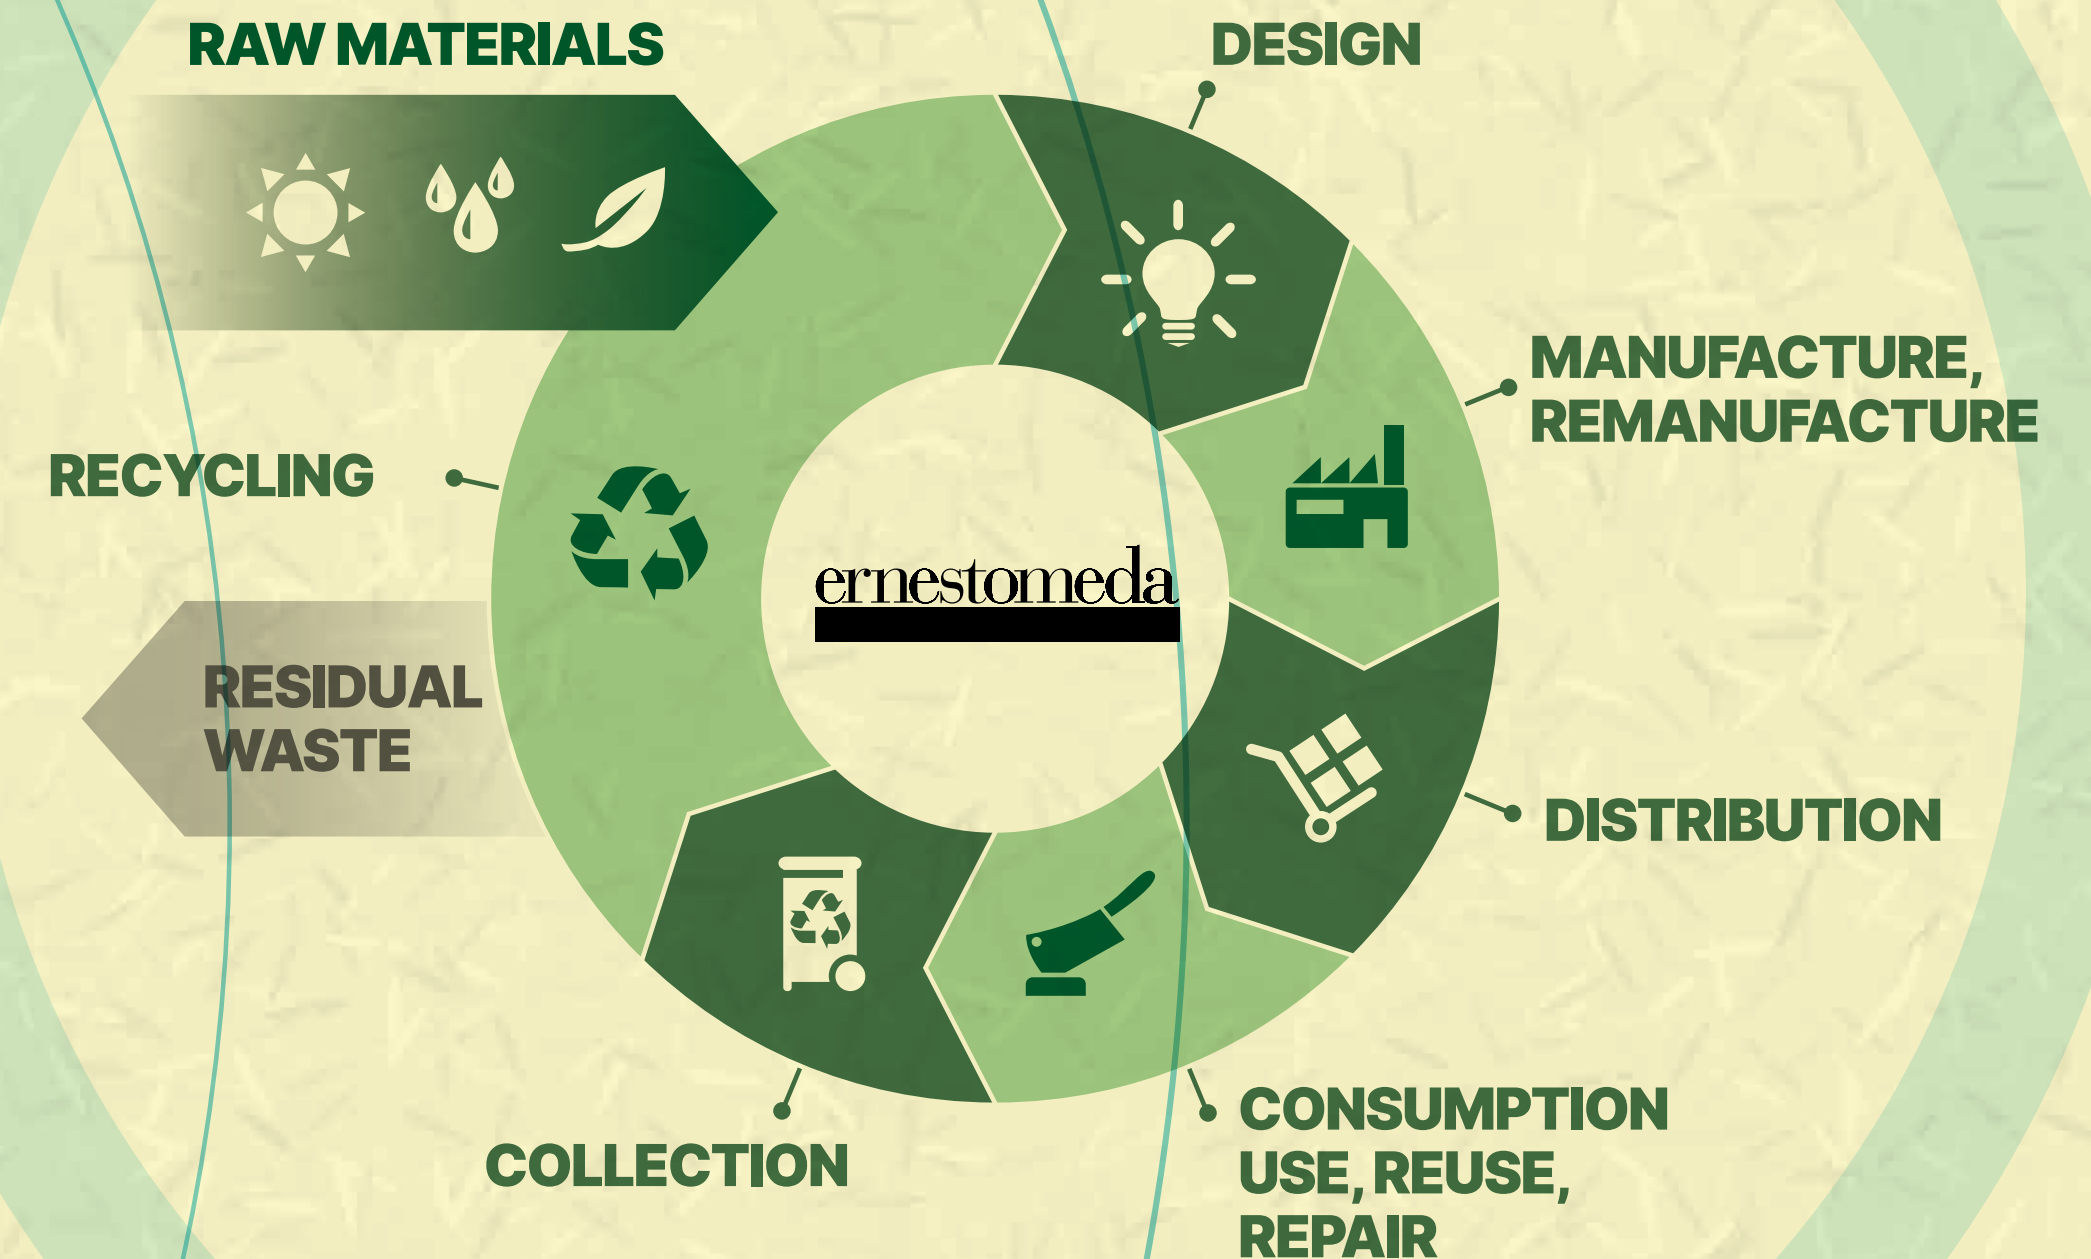 RAW MATERIALS
DESIGN
MANUFACTURE,
REMANUFACTURE
RECYCLING
ernestomeda
RESIDUAL
WASTE
DISTRIBUTION
COLLECTION
CONSUMPTION
USE, REUSE,
REPAIR